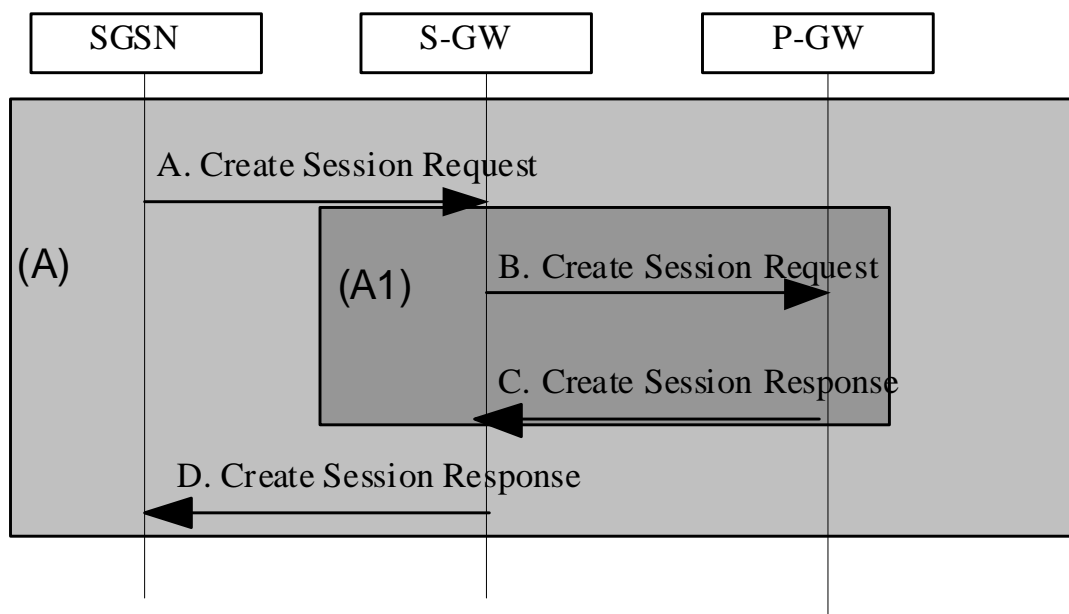 SGSN
S-GW
P-GW
A. Create Session Request
(A)
(A1)
B. Create Session Request
C. Create Session Response
D. Create Session Response